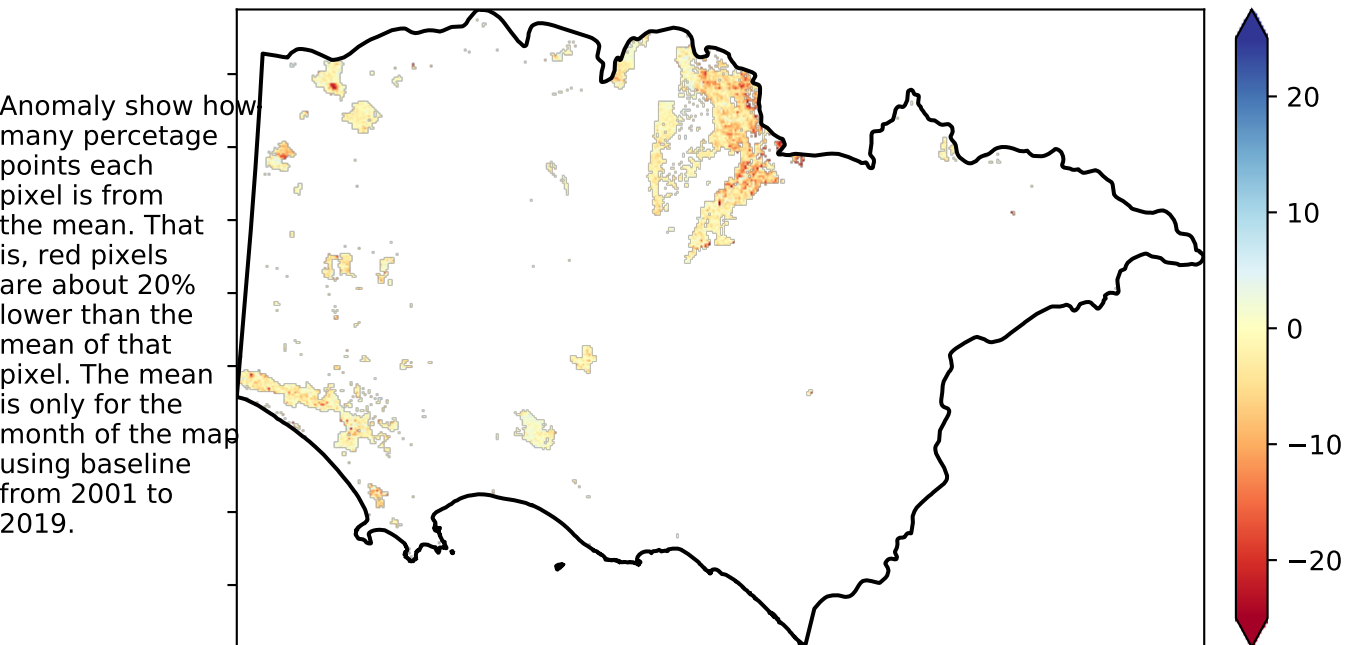 Anomaly show how
many percetage
points each
pixel is from
the mean. That
is, red pixels
are about 20%
lower than the
mean of that
pixel. The mean
is only for the
month of the map
using baseline
from 2001 to
2019.
20
10
0
−10
−20